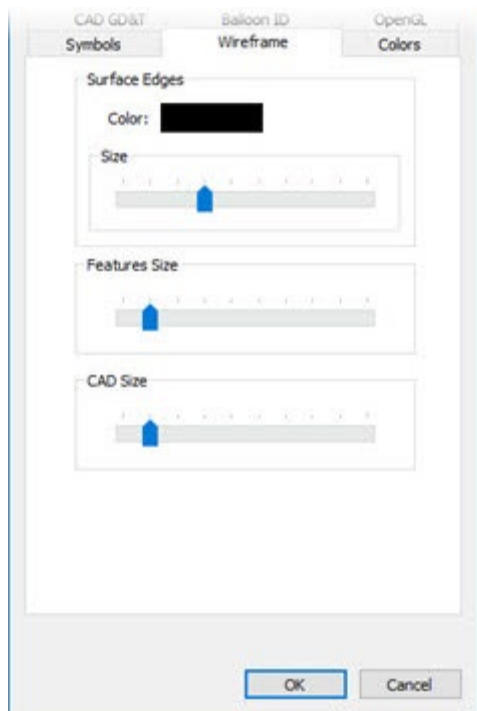 CAD GD&T Balloon ID OpenGL
Symbols Wireframe Colors
Surface Edges
Color:
Size
Features Size
CAD Size
OK Cancel